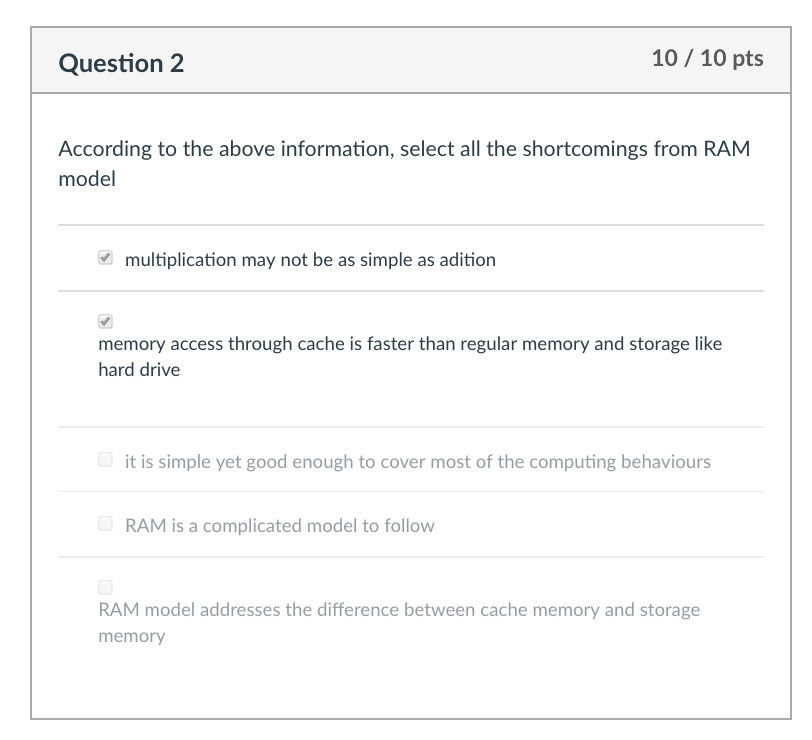 Question 2
10 / 10 pts
According to the above information, select all the shortcomings from RAM
model
multiplication may not be as simple as adition
memory access through cache is faster than regular memory and storage like
hard drive
it is simple yet good enough to cover most of the computing behaviours
RAM is a complicated model to follow
RAM model addresses the difference between cache memory and storage
memory